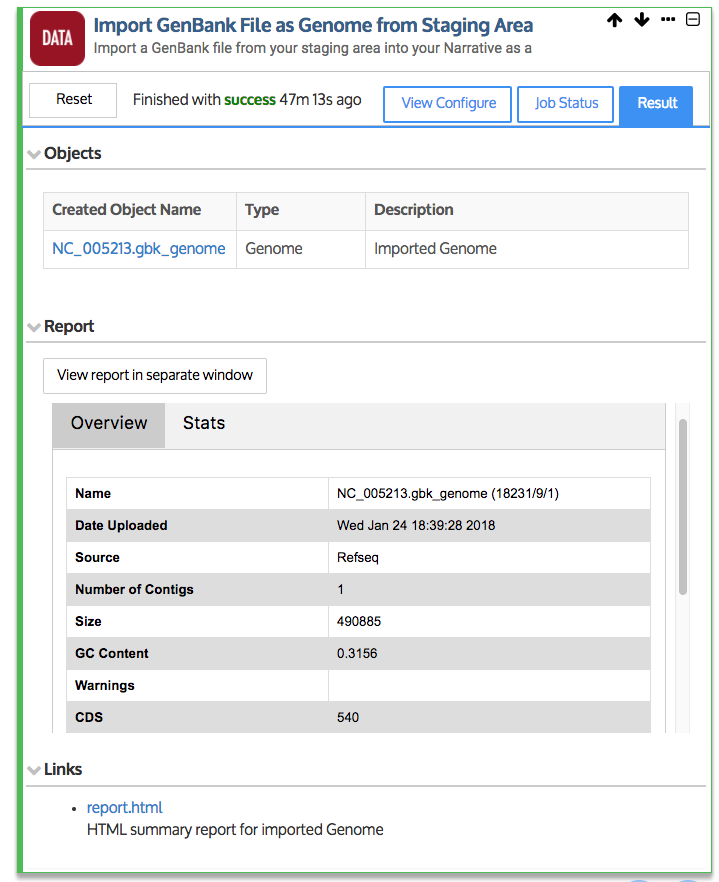 DATA
Import GenBank File as Genome from Staging Area
Import a GenBank file from your staging area into your Narrative as a
Reset Finished with success 47m 13s ago View Configure Job Status Result
Objects
Created Object Name Type Description
NC_005213.gbk_genome Genome Imported Genome
Report
View report in separate window
Overview Stats
Name NC_005213.gbk_genome (18231/9/1)
Date Uploaded Wed Jan 24 18:39:28 2018
Source Refseq
Number of Contigs 1
Size 490885
GC Content 0.3156
Warnings
CDS 540
Links
• report.html
HTML summary report for imported Genome